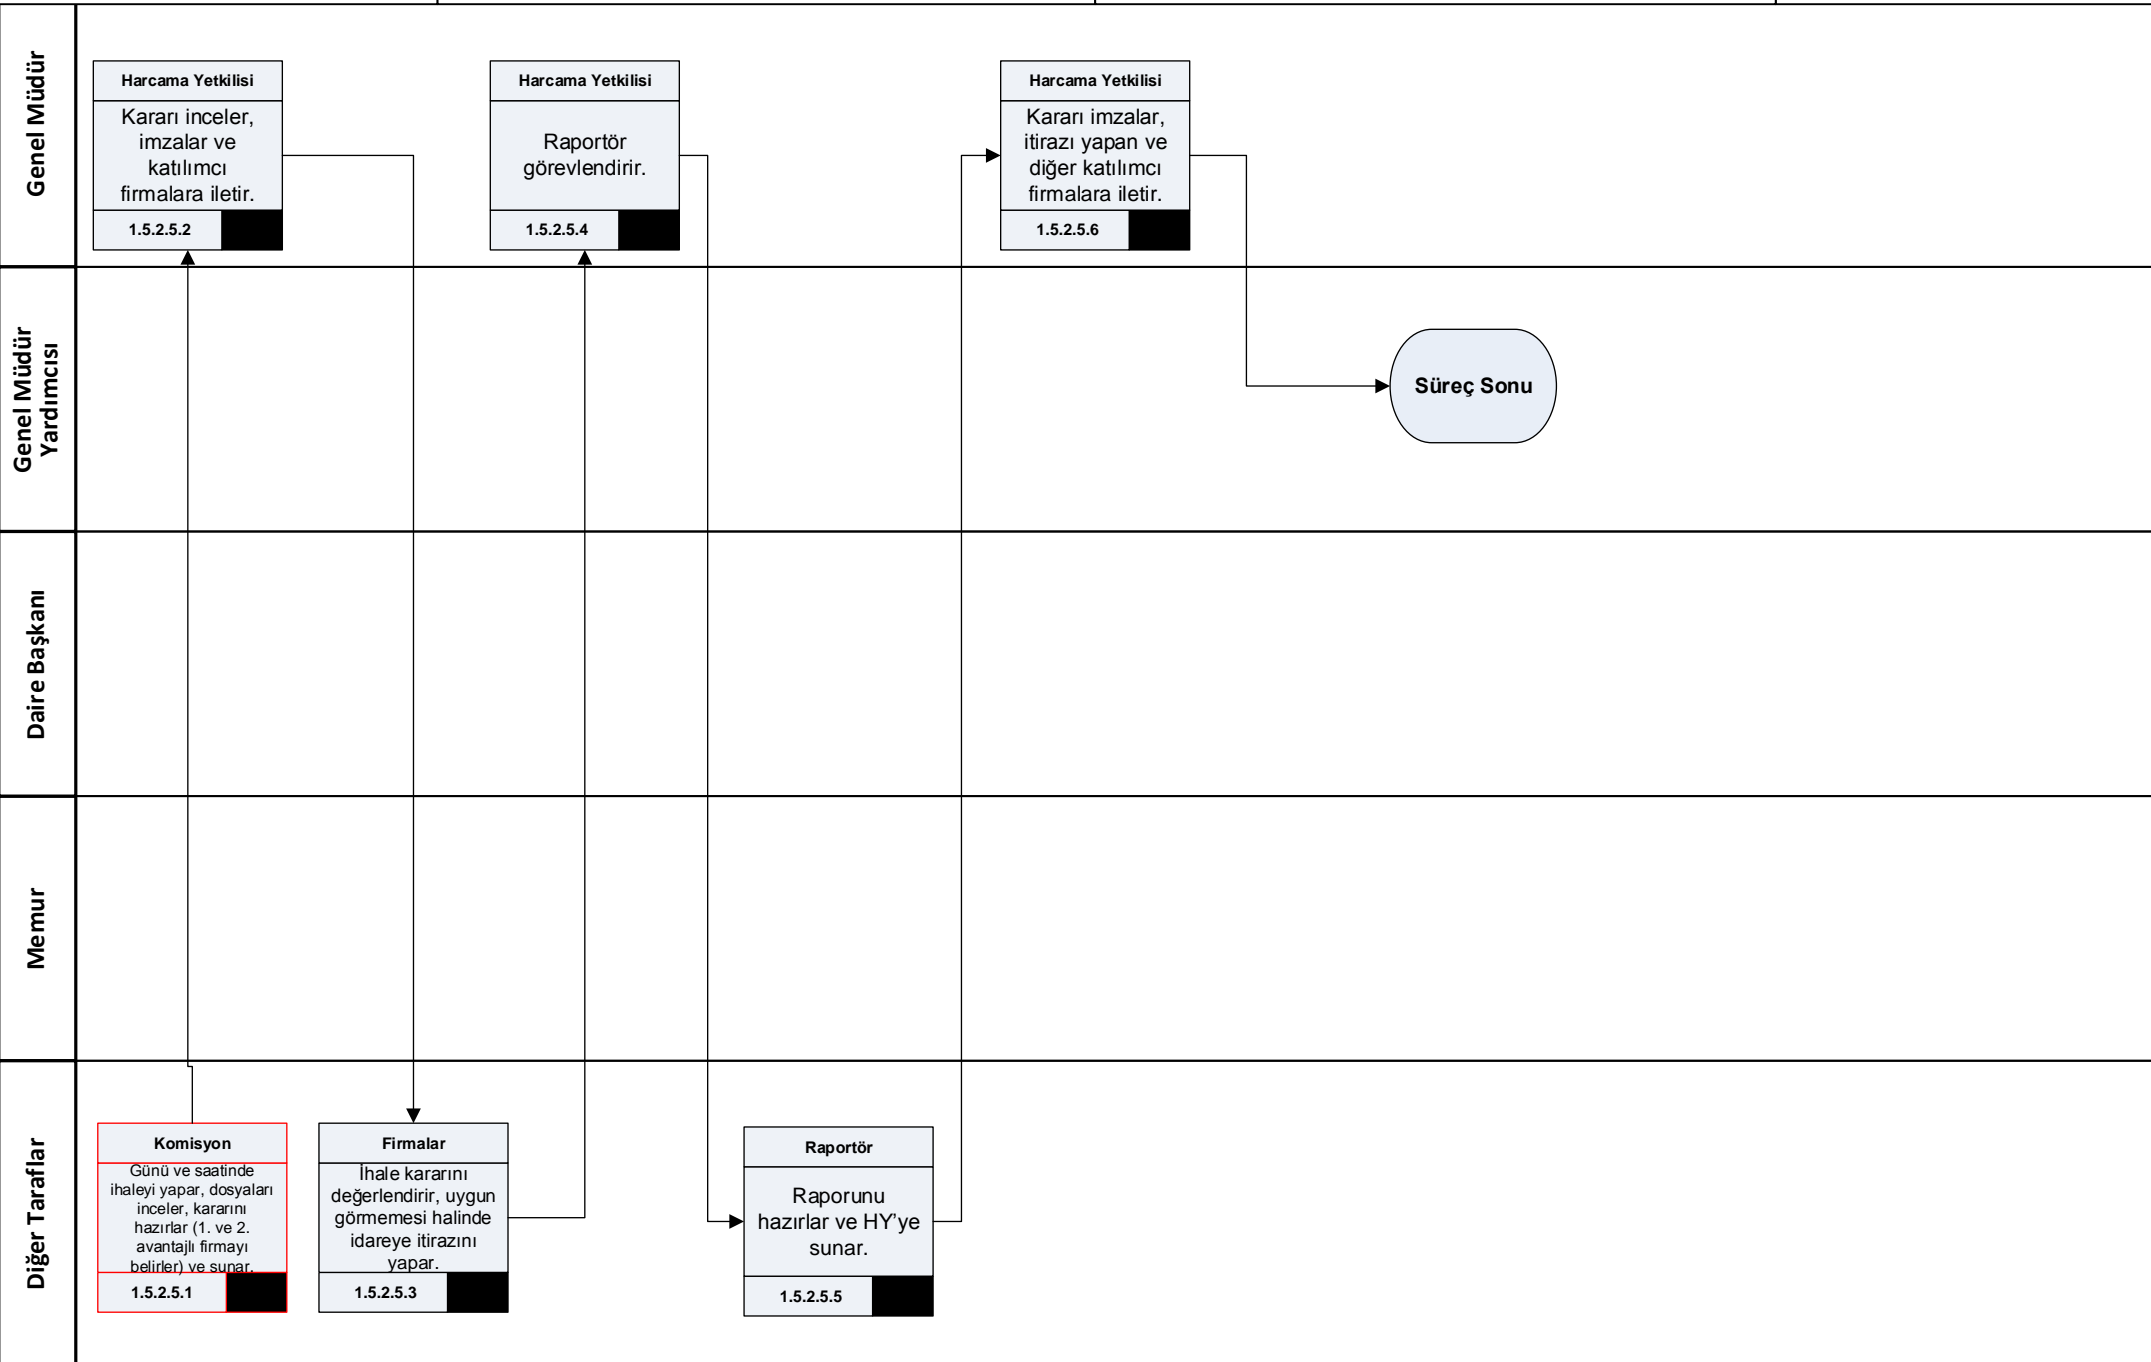 Genel Müdür
Harcama Yetkilisi
Kararı inceler,
imzalar ve
katılımcı
firmalara iletir.
1.5.2.5.2
Harcama Yetkilisi
Raportör
görevlendirir.
1.5.2.5.4
Harcama Yetkilisi
Kararı imzalar,
itirazı yapan ve
diğer katılımcı
firmalara iletir.
1.5.2.5.6
Genel Müdür
Yardımcısı
Süreç Sonu
Daire Başkanı
Memur
Diğer Taraflar
Komisyon
Günü ve saatinde
ihaleyi yapar, dosyaları
inceler, kararını
hazırlar (1. ve 2.
avantajlı firmayı
belirler) ve sunar.
1.5.2.5.1
Firmalar
İhale kararını
değerlendirir, uygun
görmemesi halinde
idareye itirazını
yapar.
1.5.2.5.3
Raportör
Raporunu
hazırlar ve HY’ye
sunar.
1.5.2.5.5